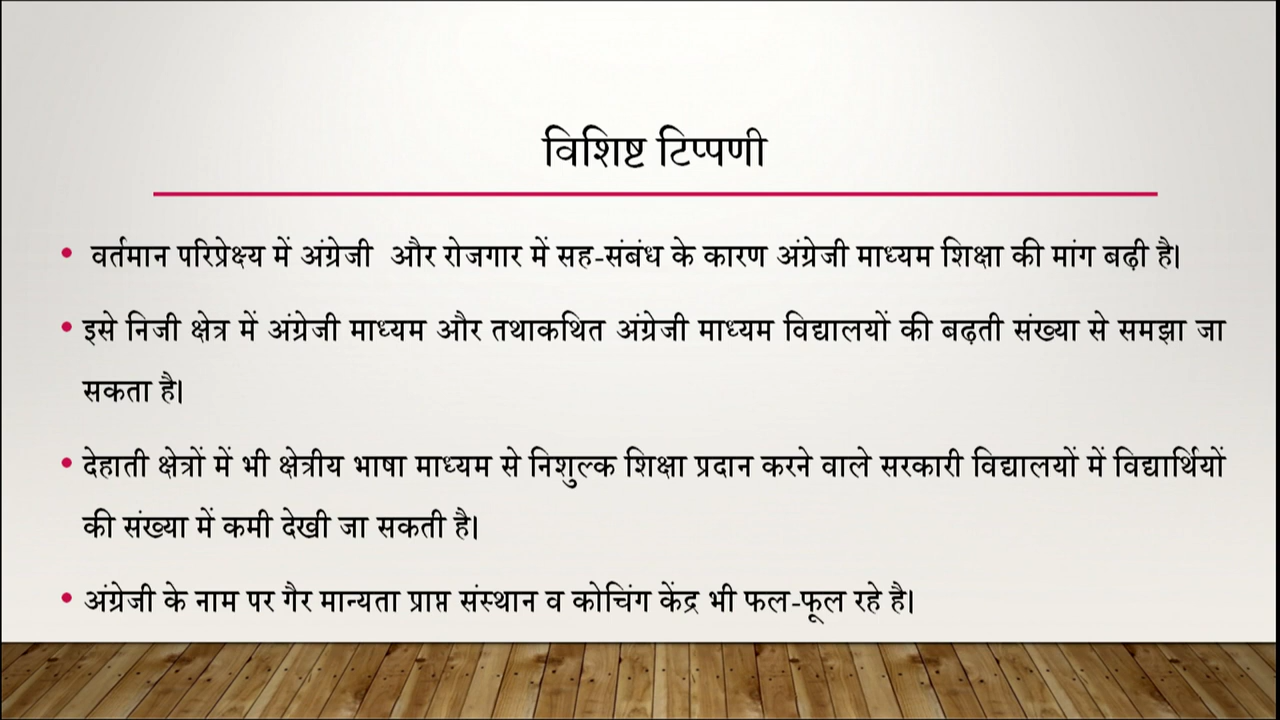 विशिष्ट टिप्पणी
• वर्तमान परिप्रेक्ष्य में अंग्रेजी और रोजगार में सह-संबंध के कारण अंग्रेजी माध्यम शिक्षा की मांग बढ़ी है।
• इसे निजी क्षेत्र में अंग्रेजी माध्यम और तथाकथित अंग्रेजी माध्यम विद्यालयों की बढ़ती संख्या से समझा जा
सकता है।
• देहाती क्षेत्रों में भी क्षेत्रीय भाषा माध्यम से निशुल्क शिक्षा प्रदान करने वाले सरकारी विद्यालयों में विद्यार्थियों
की संख्या में कमी देखी जा सकती है।
• अंग्रेजी के नाम पर गैर मान्यता प्राप्त संस्थान व कोचिंग केंद्र भी फल-फूल रहे है।